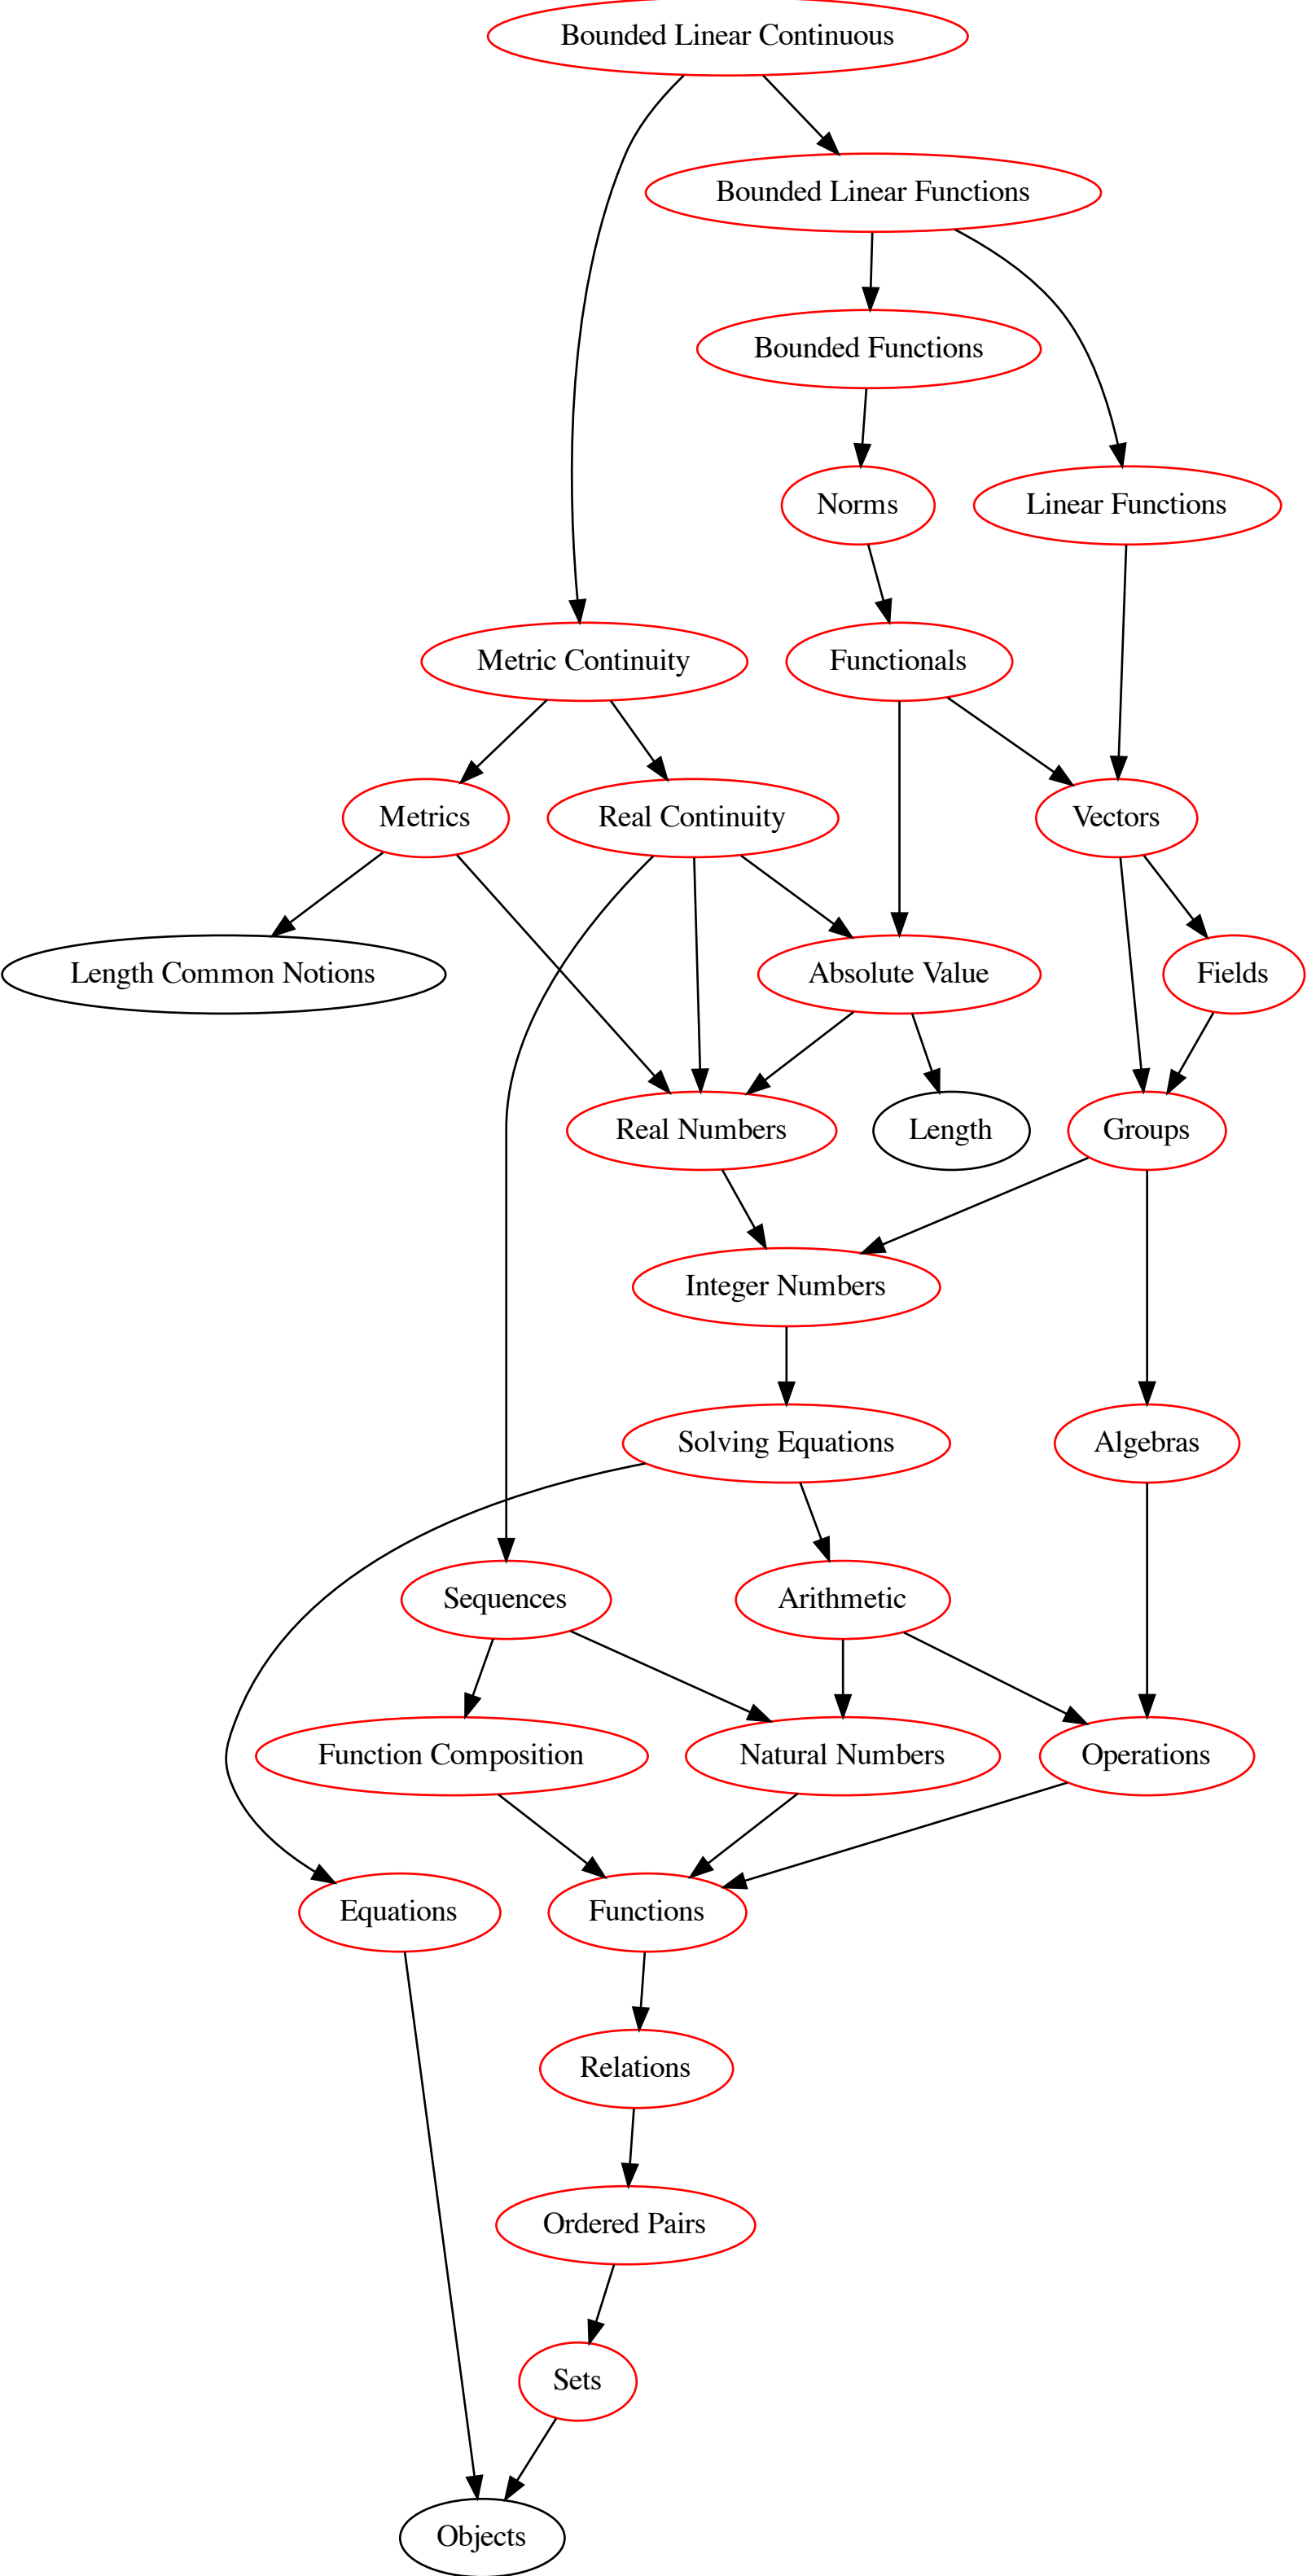 Bounded Linear Continuous
Bounded Linear Functions
Bounded Functions
Norms
Linear Functions
Metric Continuity
Functionals
Metrics
Real Continuity
Vectors
Length Common Notions
Absolute Value
Fields
Real Numbers
Length
Groups
Integer Numbers
Solving Equations
Algebras
Sequences
Arithmetic
Function Composition
Natural Numbers
Operations
Equations
Functions
Relations
Ordered Pairs
Sets
Objects